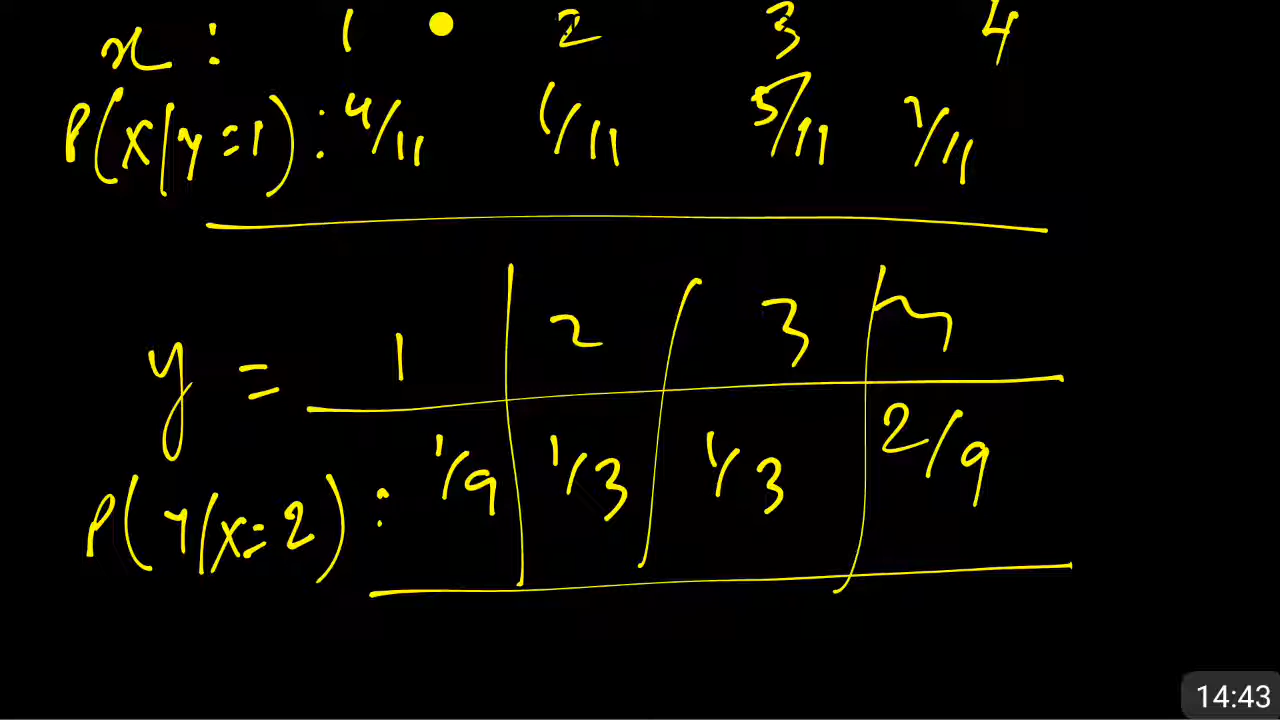 x : 1 2 3 4
P(X/Y=1) : 4/11 1/11 5/11 1/11
y = 1 2 3 4
P(Y/X=2) : 1/9 1/3 1/3 2/9
14:43